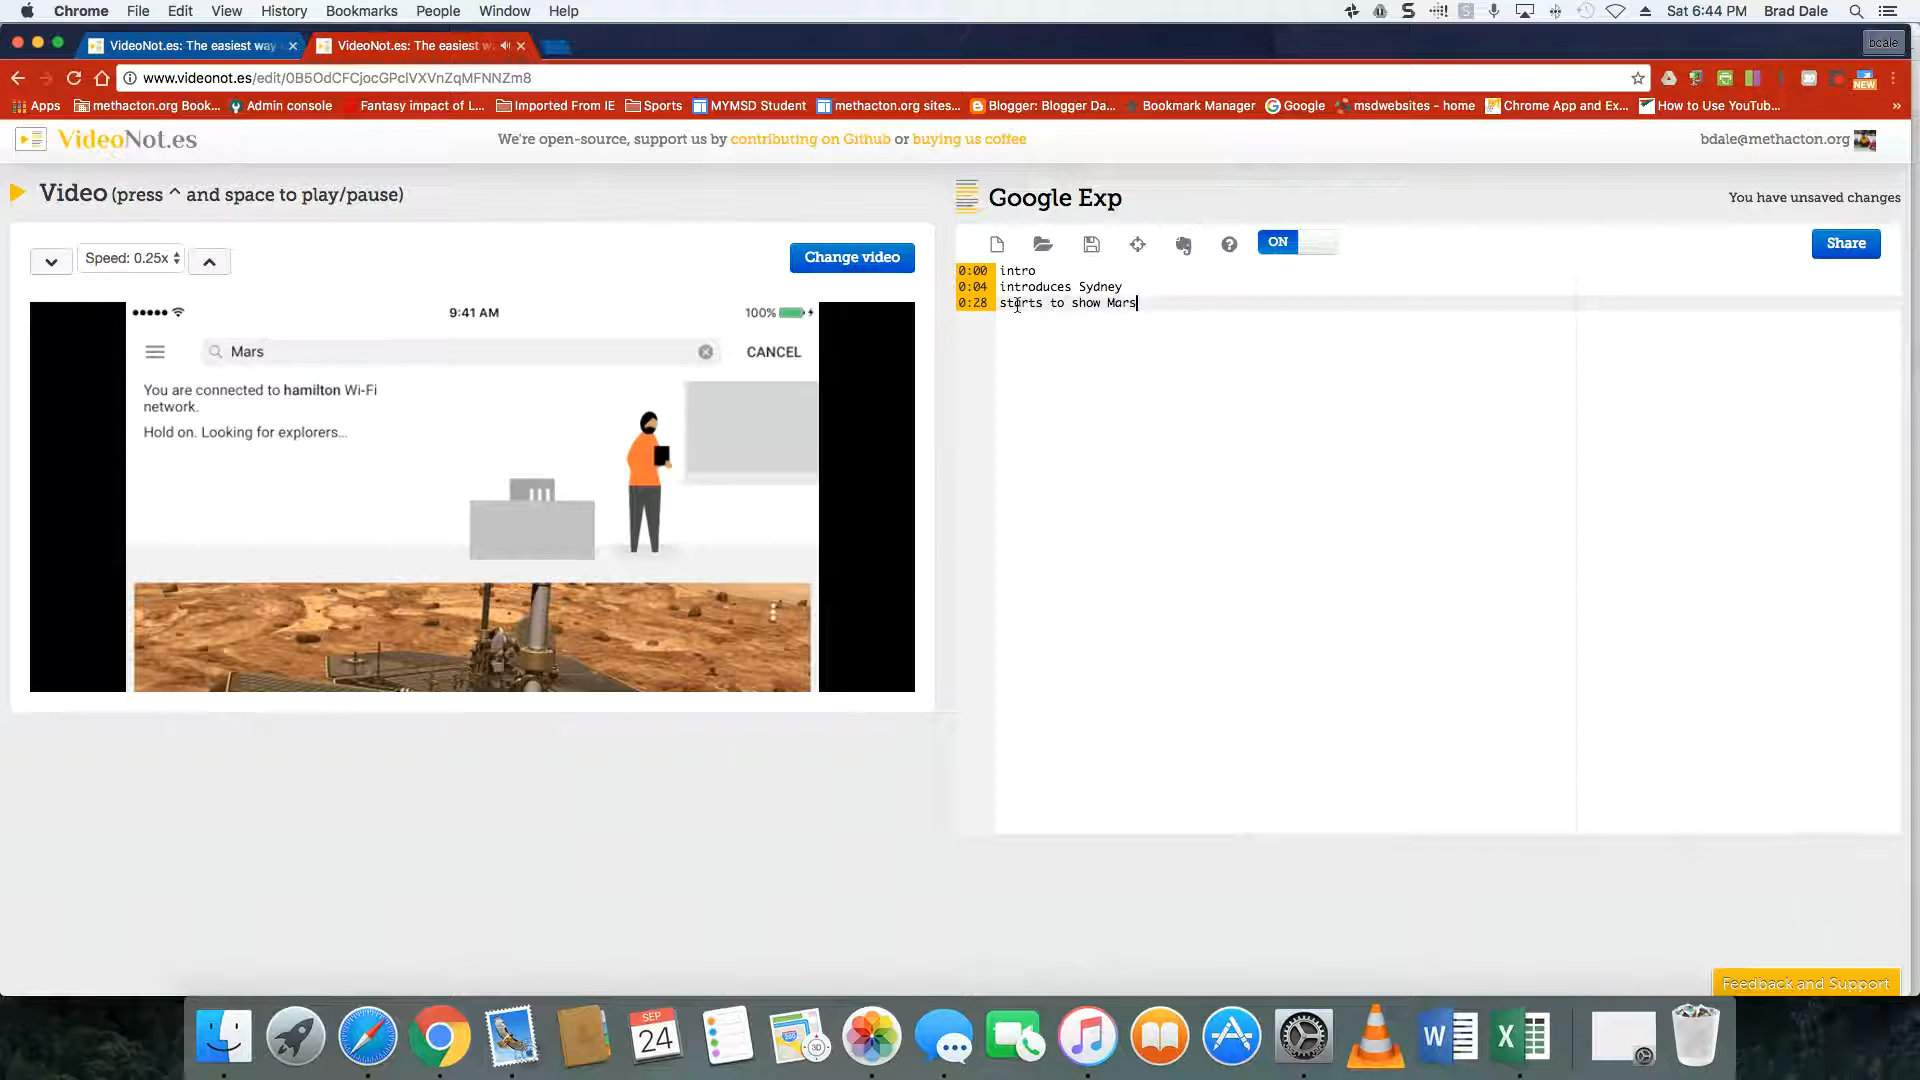 Chrome File Edit View History Bookmarks People Window Help Sat 6:44 PM Brad Dale
VideoNot.es: The easiest way VideoNot.es: The easiest w
www.videonot.es/edit/0B5OdCFCjocGPclVXVnZqMFNNZm8
Apps methacton.org Book... Admin console Fantasy impact of L... Imported From IE Sports MYMSD Student methacton.org sites... Blogger: Blogger Da... Bookmark Manager Google msdwebsites - home Chrome App and Ex... How to Use YouTub... »
NEW
VideoNot.es We're open-source, support us by contributing on Github or buying us coffee bdale@methacton.org
Video (press ^ and space to play/pause)
Google Exp You have unsaved changes
Speed: 0.25x Change video
ON Share
0:00 intro
0:04 introduces Sydney
0:28 starts to show Mars
9:41 AM 100%
Mars CANCEL
You are connected to hamilton Wi-Fi
network.
Hold on. Looking for explorers...
Feedback and Support
SEP
24
3D